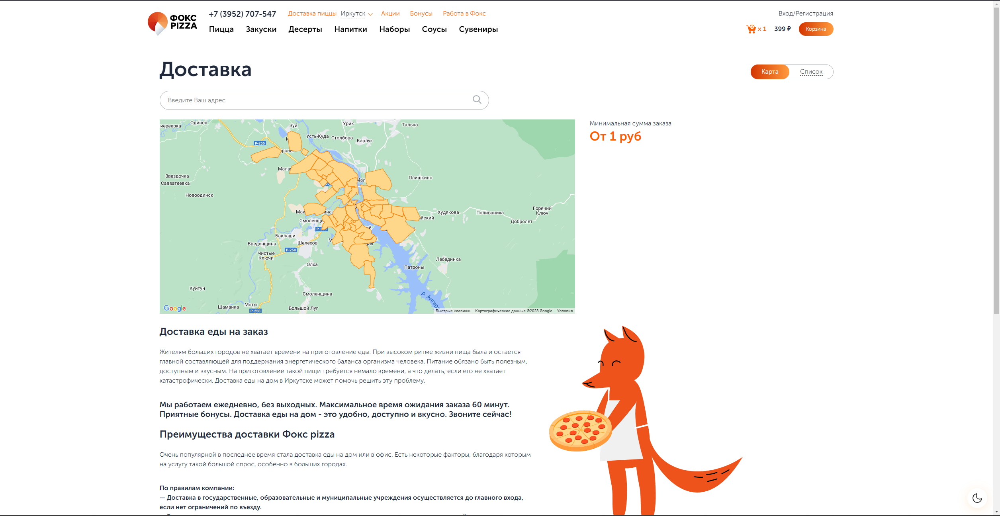 ФОКС
PIZZA
+7 (3952) 707-547
Доставка пиццы Иркутск
Акции
Бонусы
Работа в Фокс
Вход/Регистрация
Пицца
Закуски
Десерты
Напитки
Наборы
Соусы
Сувениры
x 1
399 ₽
Корзина
Доставка
Карта
Список
Введите Ваш адрес
Минимальная сумма заказа
От 1 руб
Одинск
Зуй
Урик
Талька
Усть-Куда
Столбова
Карлук
Р-255
Звездочка
Савватеевка
Новоодинск
Плишкино
Худякова
Поливаниха
Горячий
Ключ
Добролет
Баклаши
Введенщина
Шелехов
Р-258
Чистые
Ключи
Олха
Лебединка
Патроны
Куйтун
Смоленщина
р. Ангара
Шаманка
Моты
Большой Луг
Р-258
Google
Быстрые клавиши
Картографические данные ©2023 Google
Условия
Доставка еды на заказ
Жителям больших городов не хватает времени на приготовление еды. При высоком ритме жизни пища была и остается
главной составляющей для поддержания энергетического баланса организма человека. Питание обязано быть полезным,
доступным и вкусным. На приготовление такой пищи требуется немало времени, а что делать, если его не хватает
катастрофически. Доставка еды на дом в Иркутске может помочь решить эту проблему.
Мы работаем ежедневно, без выходных. Максимальное время ожидания заказа 60 минут.
Приятные бонусы. Доставка еды на дом - это удобно, доступно и вкусно. Звоните сейчас!
Преимущества доставки Фокс pizza
Очень популярной в последнее время стала доставка еды на дом или в офис. Есть некоторые факторы, благодаря которым
на услугу такой большой спрос, особенно в больших городах.
По правилам компании:
— Доставка в государственные, образовательные и муниципальные учреждения осуществляется до главного входа,
если нет ограничений по въезду.